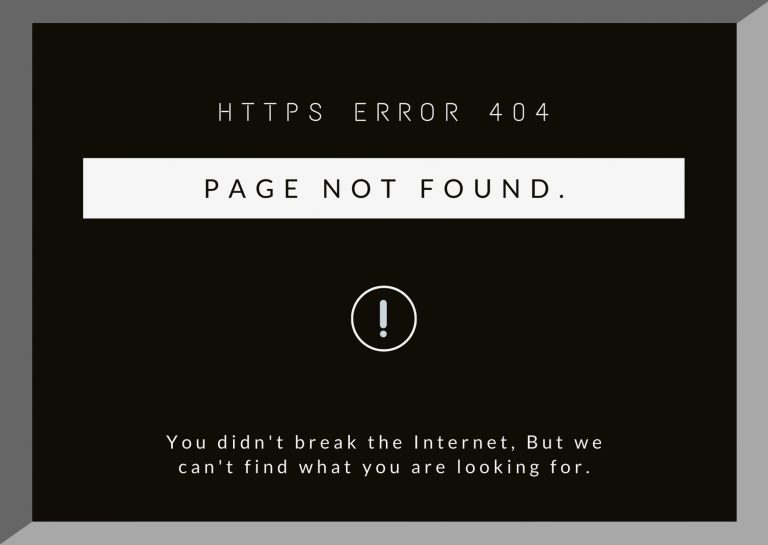 HTTPS ERROR 404
PAGE NOT FOUND.
!
You didn't break the Internet, But we
can't find what you are looking for.